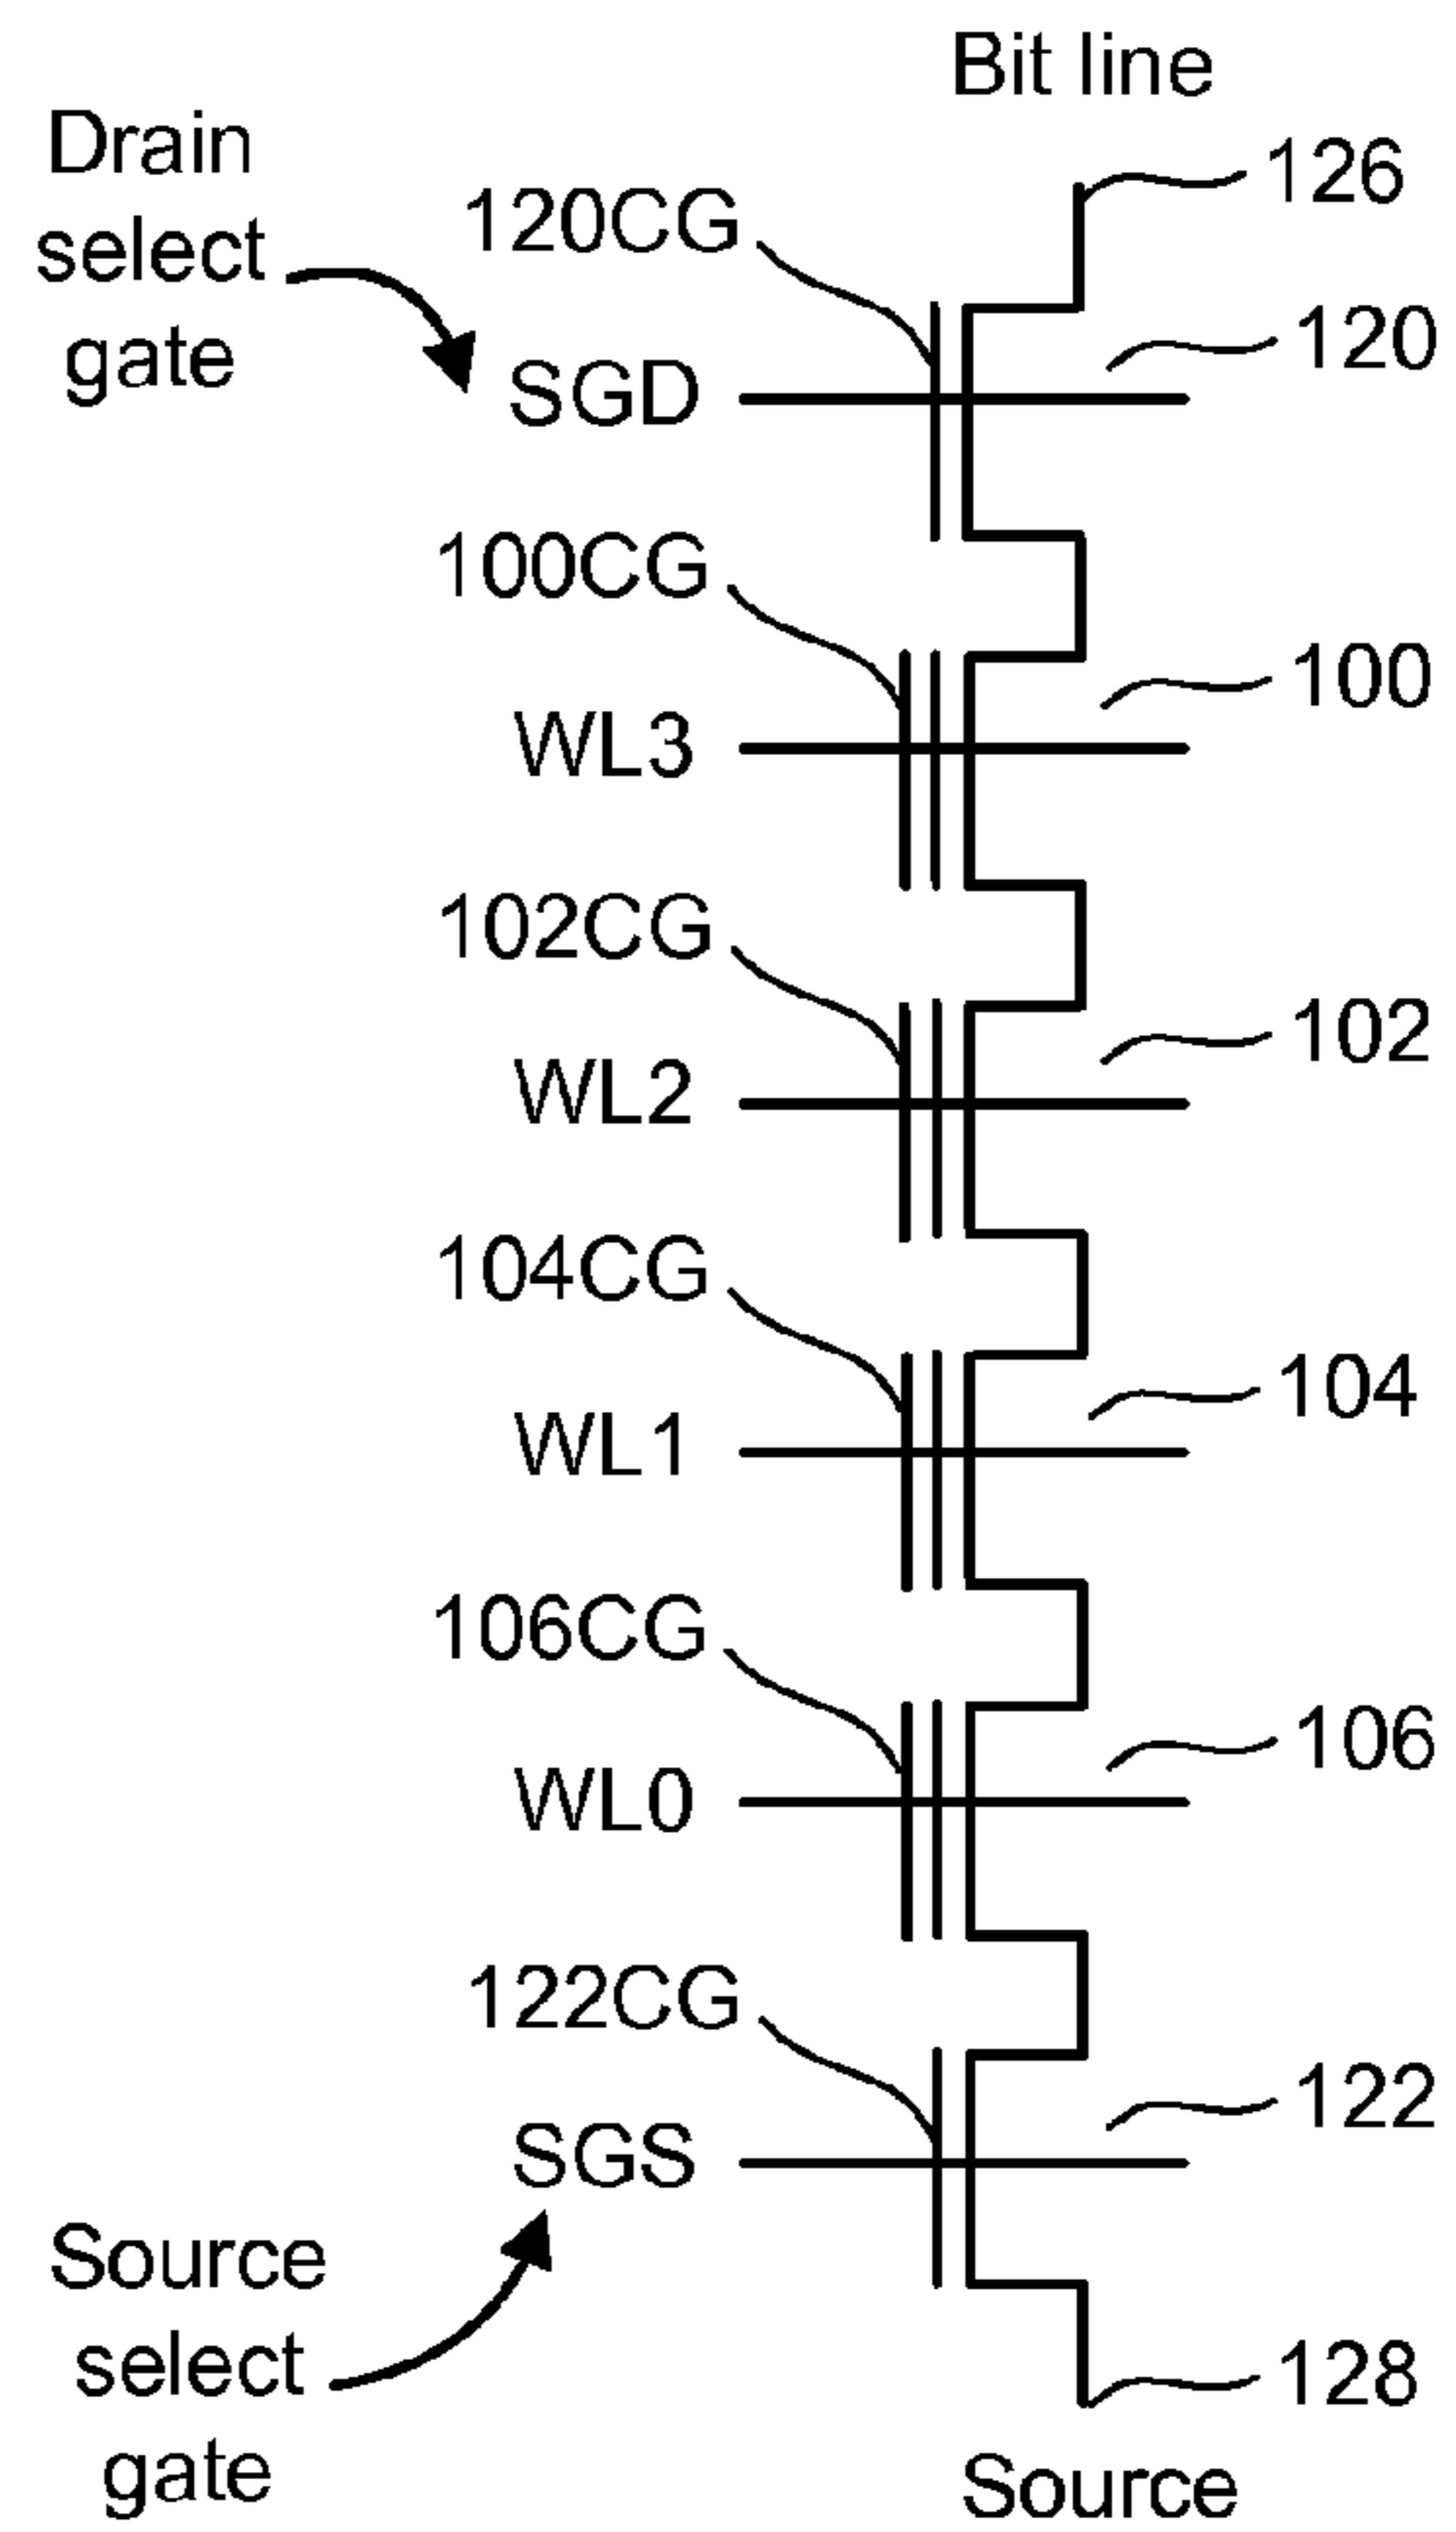 Bit line
Drain
select
gate
126
120CG
120
SGD
100CG
100
WL3
102CG
102
WL2
104CG
104
WL1
106CG
106
WL0
122CG
122
SGS
Source
select
gate
128
Source